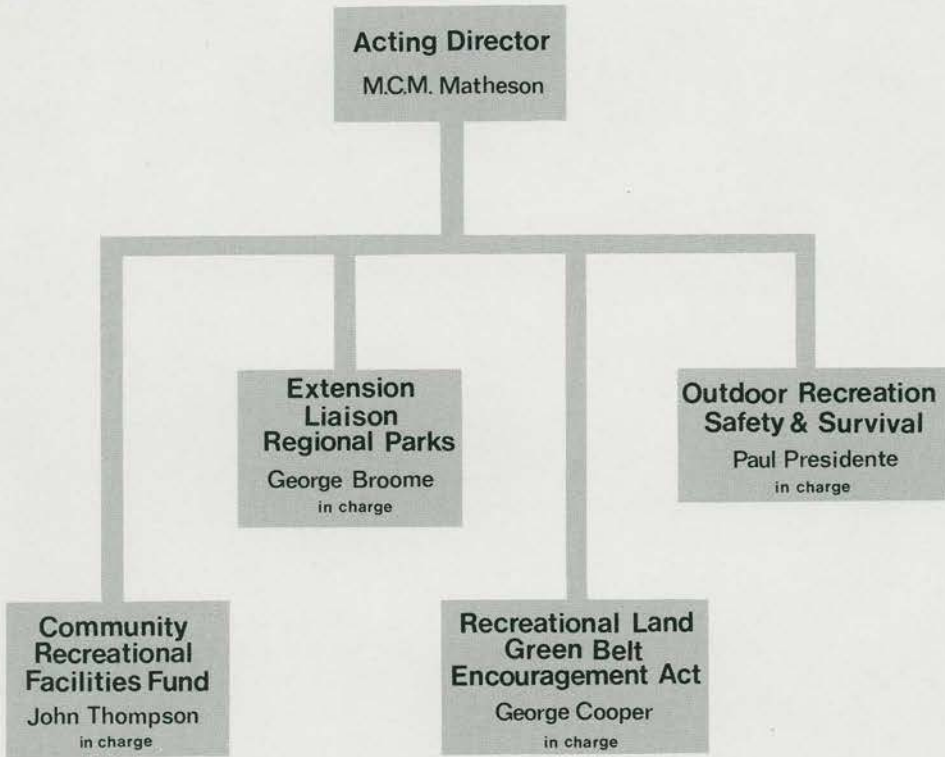 Acting Director
M.C.M. Matheson
Extension
Liaison
Regional Parks
George Broome
in charge
Outdoor Recreation
Safety & Survival
Paul Presidente
in charge
Community
Recreational
Facilities Fund
John Thompson
in charge
Recreational Land
Green Belt
Encouragement Act
George Cooper
in charge